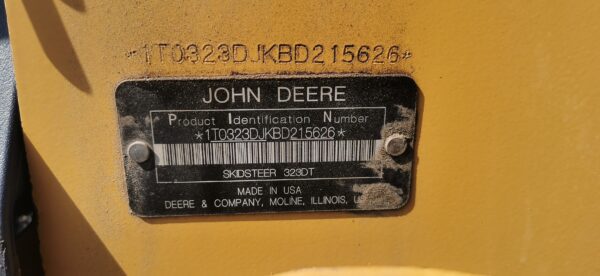 *1T0323DJKBD215626*
JOHN DEERE
Product Identification Number
*1T0323DJKBD215626*
SKIDSTEER 323DT
MADE IN USA
DEERE & COMPANY, MOLINE, ILLINOIS,